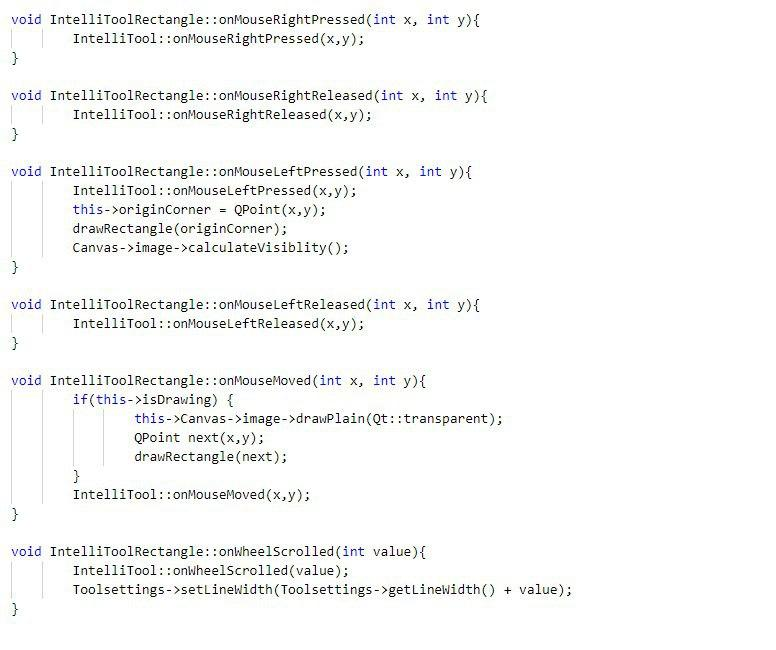 void IntelliToolRectangle::onMouseRightPressed(int x, int y){
        IntelliTool::onMouseRightPressed(x,y);
}

void IntelliToolRectangle::onMouseRightReleased(int x, int y){
        IntelliTool::onMouseRightReleased(x,y);
}

void IntelliToolRectangle::onMouseLeftPressed(int x, int y){
        IntelliTool::onMouseLeftPressed(x,y);
        this->originCorner = QPoint(x,y);
        drawRectangle(originCorner);
        Canvas->image->calculateVisiblity();
}

void IntelliToolRectangle::onMouseLeftReleased(int x, int y){
        IntelliTool::onMouseLeftReleased(x,y);
}

void IntelliToolRectangle::onMouseMoved(int x, int y){
        if(this->isDrawing) {
                this->Canvas->image->drawPlain(Qt::transparent);
                QPoint next(x,y);
                drawRectangle(next);
        }
        IntelliTool::onMouseMoved(x,y);
}

void IntelliToolRectangle::onWheelScrolled(int value){
        IntelliTool::onWheelScrolled(value);
        Toolsettings->setLineWidth(Toolsettings->getLineWidth() + value);
}